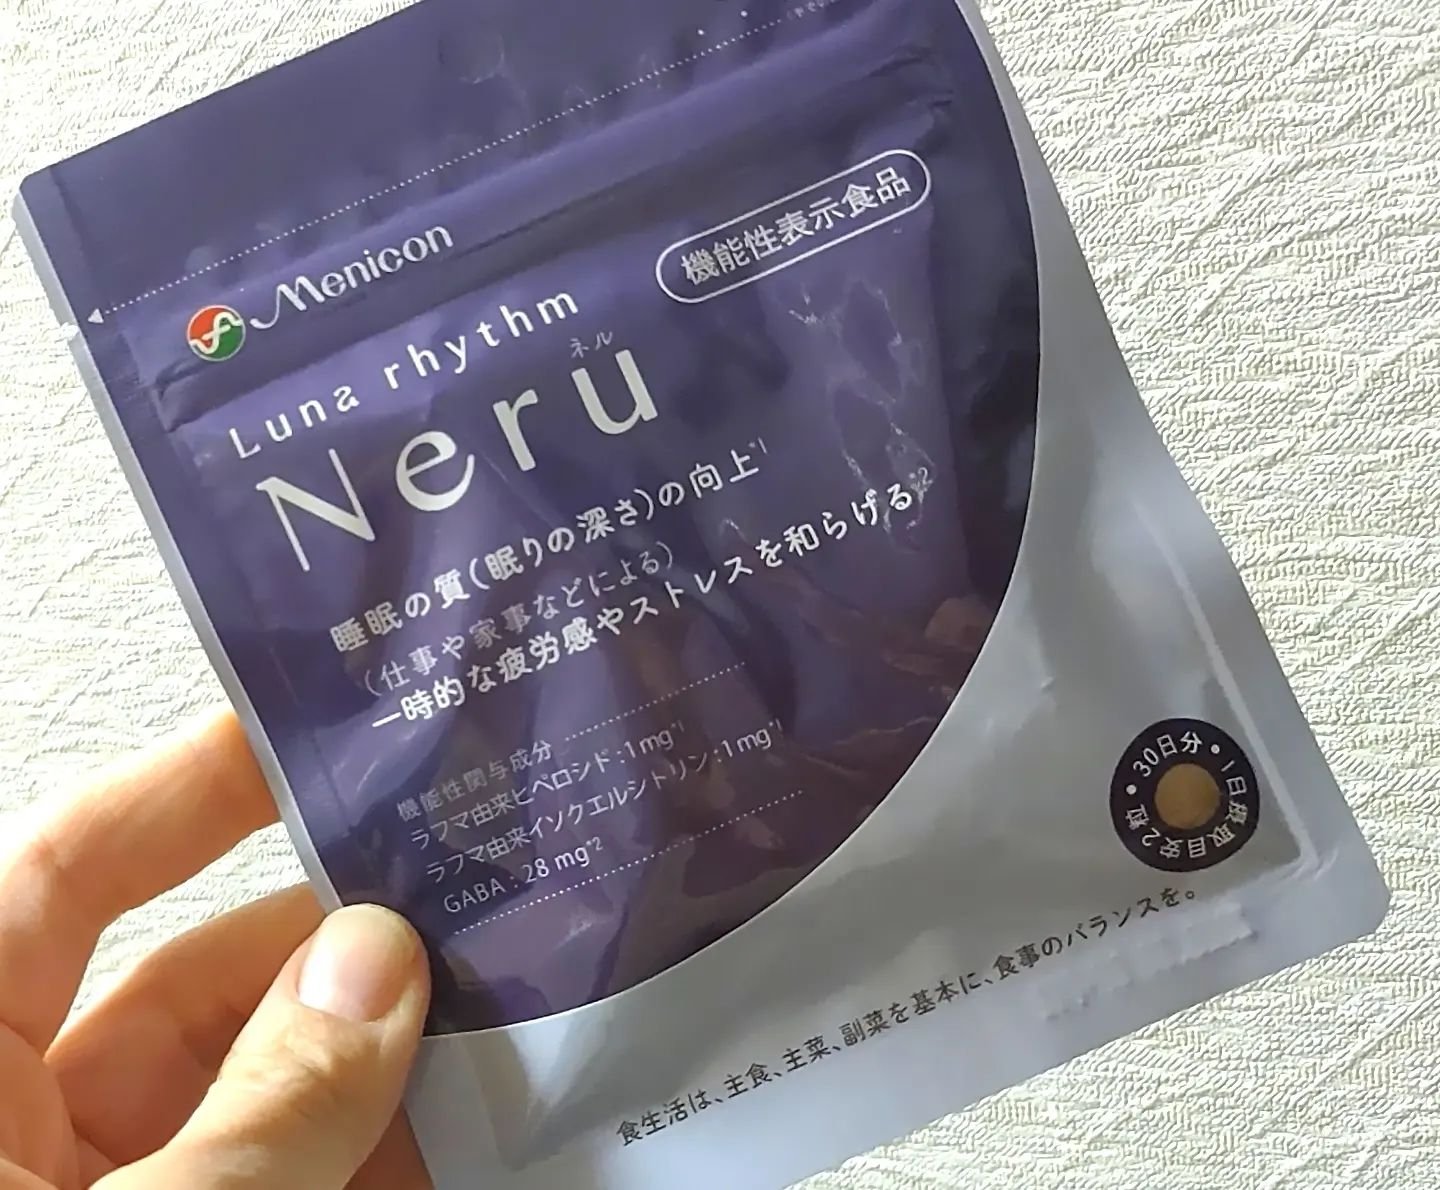 Menicon
機能性表示食品
Luna rhythm
ネル
Neru
睡眠の質(眠りの深さ)の向上*1
(仕事や家事などによる)
一時的な疲労感やストレスを和らげる*2
機能性関与成分
ラフマ由来ヒペロシド:1mg*1
ラフマ由来イソクエルシトリン:1mg*1
GABA:28mg*2
30日分・1日摂取目安2粒・
食生活は、主食、主菜、副菜を基本に、食事のバランスを。